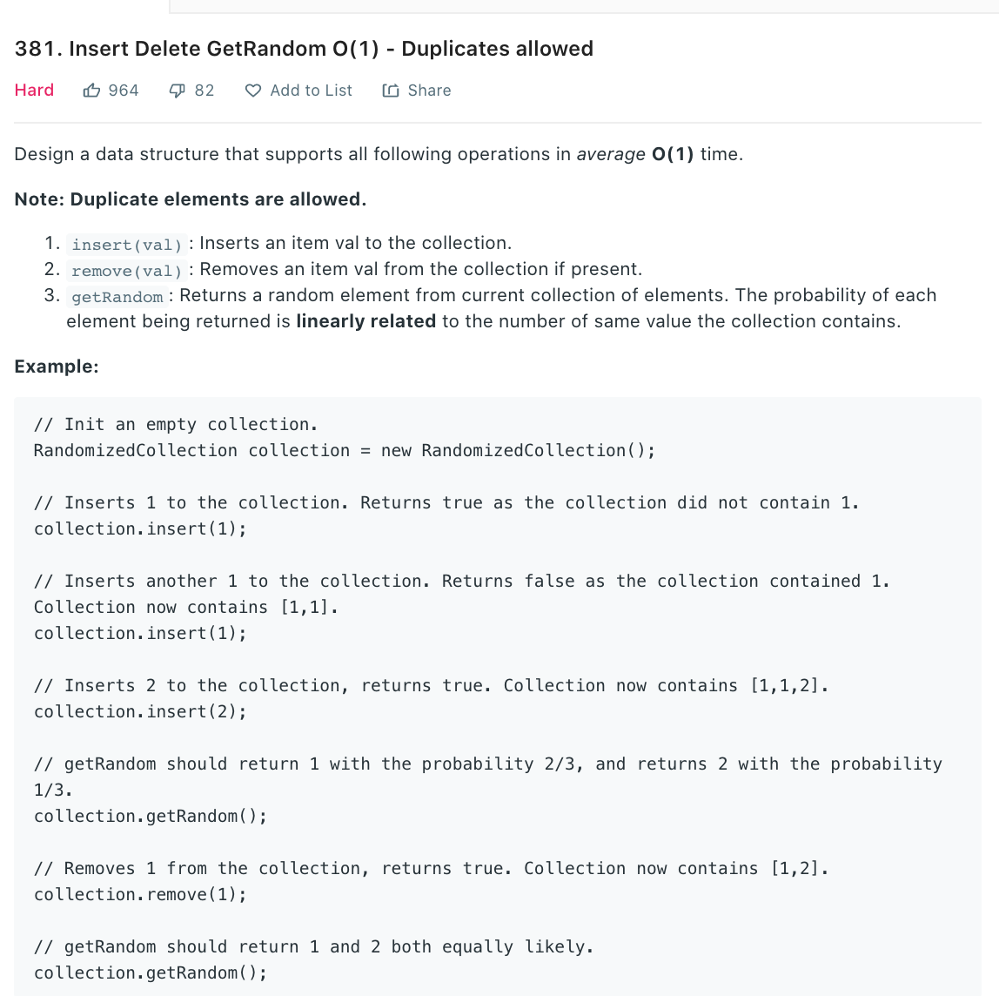 381. Insert Delete GetRandom O(1) - Duplicates allowed
Hard 964 82 Add to List Share
Design a data structure that supports all following operations in average O(1) time.
Note: Duplicate elements are allowed.
1. insert(val) : Inserts an item val to the collection.
2. remove(val) : Removes an item val from the collection if present.
3. getRandom : Returns a random element from current collection of elements. The probability of each
element being returned is linearly related to the number of same value the collection contains.
Example:
// Init an empty collection.
RandomizedCollection collection = new RandomizedCollection();
// Inserts 1 to the collection. Returns true as the collection did not contain 1.
collection.insert(1);
// Inserts another 1 to the collection. Returns false as the collection contained 1.
Collection now contains [1,1].
collection.insert(1);
// Inserts 2 to the collection, returns true. Collection now contains [1,1,2].
collection.insert(2);
// getRandom should return 1 with the probability 2/3, and returns 2 with the probability
1/3.
collection.getRandom();
// Removes 1 from the collection, returns true. Collection now contains [1,2].
collection.remove(1);
// getRandom should return 1 and 2 both equally likely.
collection.getRandom();